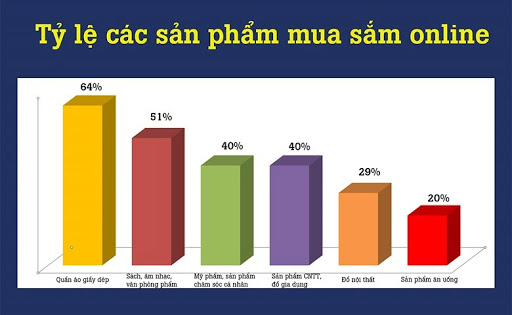 Tỷ lệ các sản phẩm mua sắm online
64%
51%
40%
40%
29%
20%
Quần áo giấy dép
Sách, âm nhạc,
văn phòng phẩm
Mỹ phẩm, sản phẩm
chăm sóc cá nhân
Sản phẩm CNTT,
đồ gia dụng
Đồ nội thất
Sản phẩm ăn uống